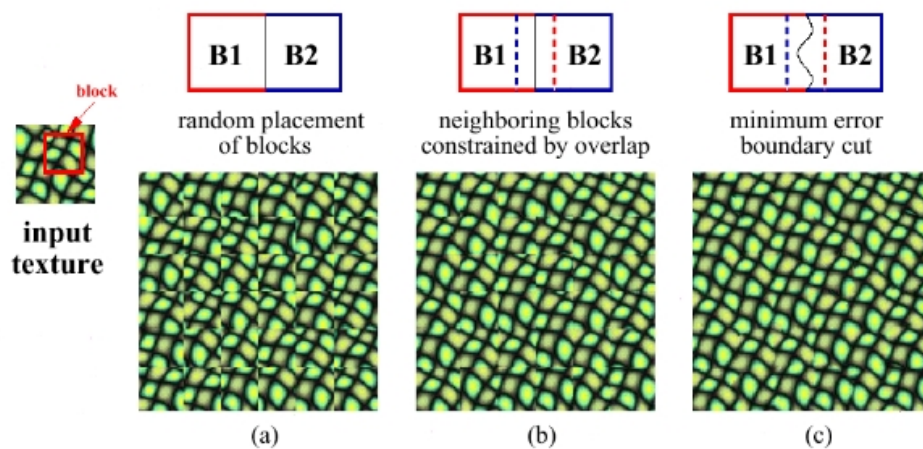 B1 B2
B1 B2
B1 B2
block
random placement
of blocks
neighboring blocks
constrained by overlap
minimum error
boundary cut
input
texture
(a)
(b)
(c)